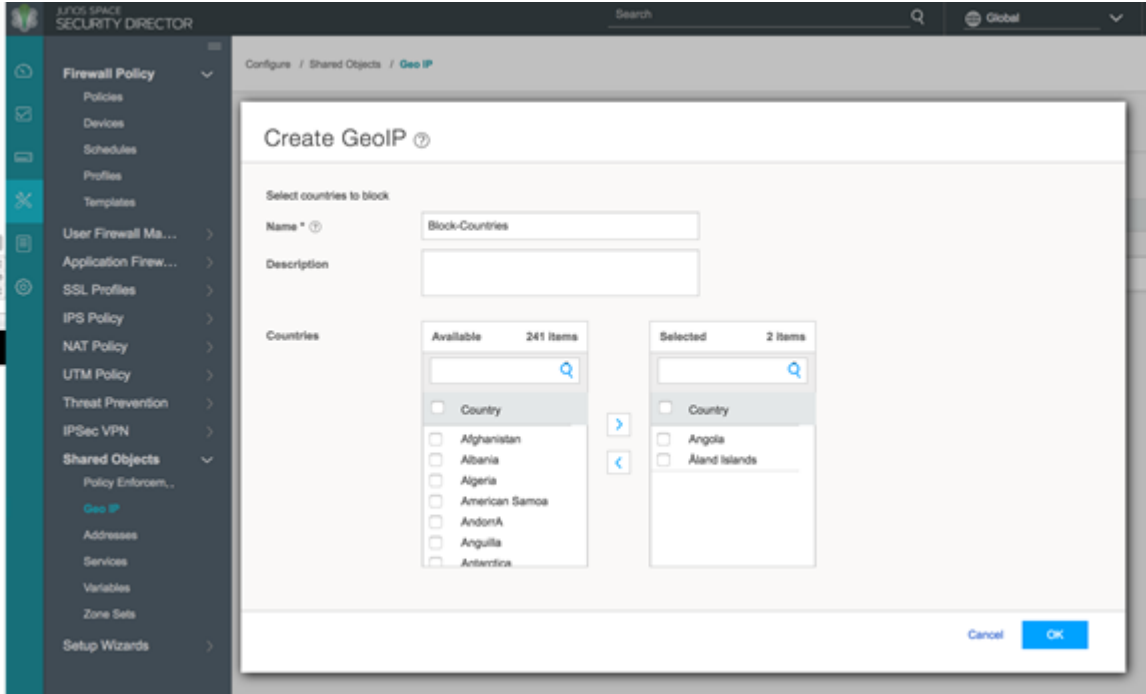 JUNOS SPACE
SECURITY DIRECTOR
Search
Global
Firewall Policy
Policies
Devices
Schedules
Profiles
Templates
User Firewall Ma...
Application Firew...
SSL Profiles
IPS Policy
NAT Policy
UTM Policy
Threat Prevention
IPSec VPN
Shared Objects
Policy Enforcem...
Geo IP
Addresses
Services
Variables
Zone Sets
Setup Wizards
Configure / Shared Objects / Geo IP
Create GeoIP ?
Select countries to block
Name * ? Block-Countries
Description
Countries
Available 241 items
Country
Afghanistan
Albania
Algeria
American Samoa
AndorrA
Anguilla
Antarctica
Selected 2 items
Country
Angola
Åland Islands
Cancel OK